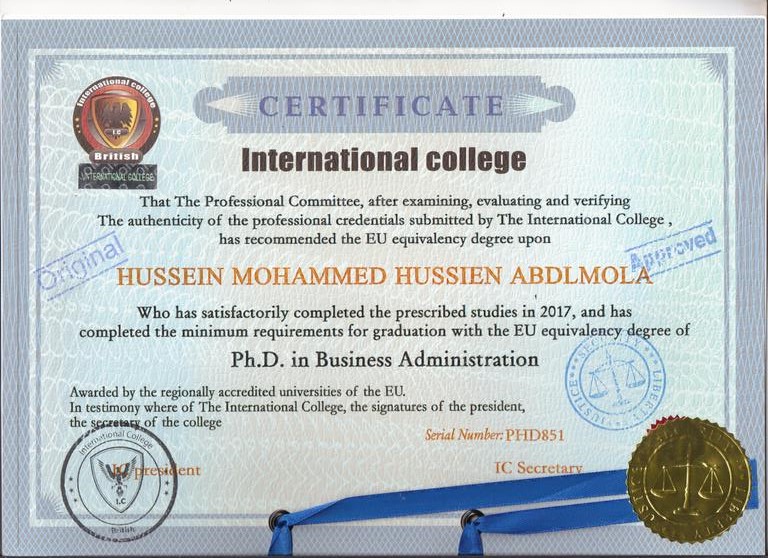 International college
I.C
British
INTERNATIONAL COLLEGE
CERTIFICATE
International college
That The Professional Committee, after examining, evaluating and verifying
The authenticity of the professional credentials submitted by The International College ,
has recommended the EU equivalency degree upon
Original
Approved
HUSSEIN MOHAMMED HUSSIEN ABDLMOLA
Who has satisfactorily completed the prescribed studies in 2017, and has
completed the minimum requirements for graduation with the EU equivalency degree of
Ph.D. in Business Administration
SECURITY LIBERTY JUSTICE
Awarded by the regionally accredited universities of the EU.
In testimony where of The International College, the signatures of the president,
the secretary of the college
Serial Number: PHD851
IC president
IC Secretary
International College
I.C
British
LIBERTY JUSTICE